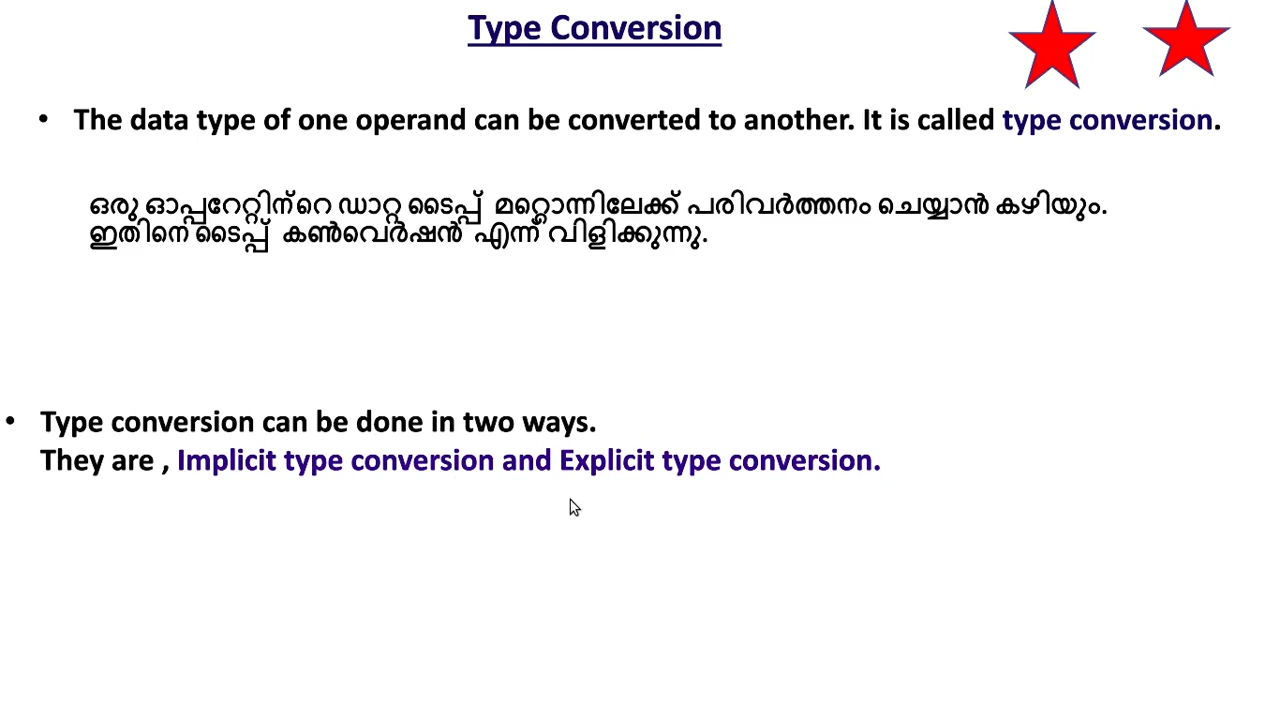 Type Conversion
• The data type of one operand can be converted to another. It is called type conversion.
ഒരു ഓപ്പറേറ്റിന്റെ ഡാറ്റ ടൈപ്പ് മറ്റൊന്നിലേക്ക് പരിവർത്തനം ചെയ്യാൻ കഴിയും.
ഇതിനെ ടൈപ്പ് കൺവെർഷൻ എന്ന് വിളിക്കുന്നു.
• Type conversion can be done in two ways.
They are , Implicit type conversion and Explicit type conversion.